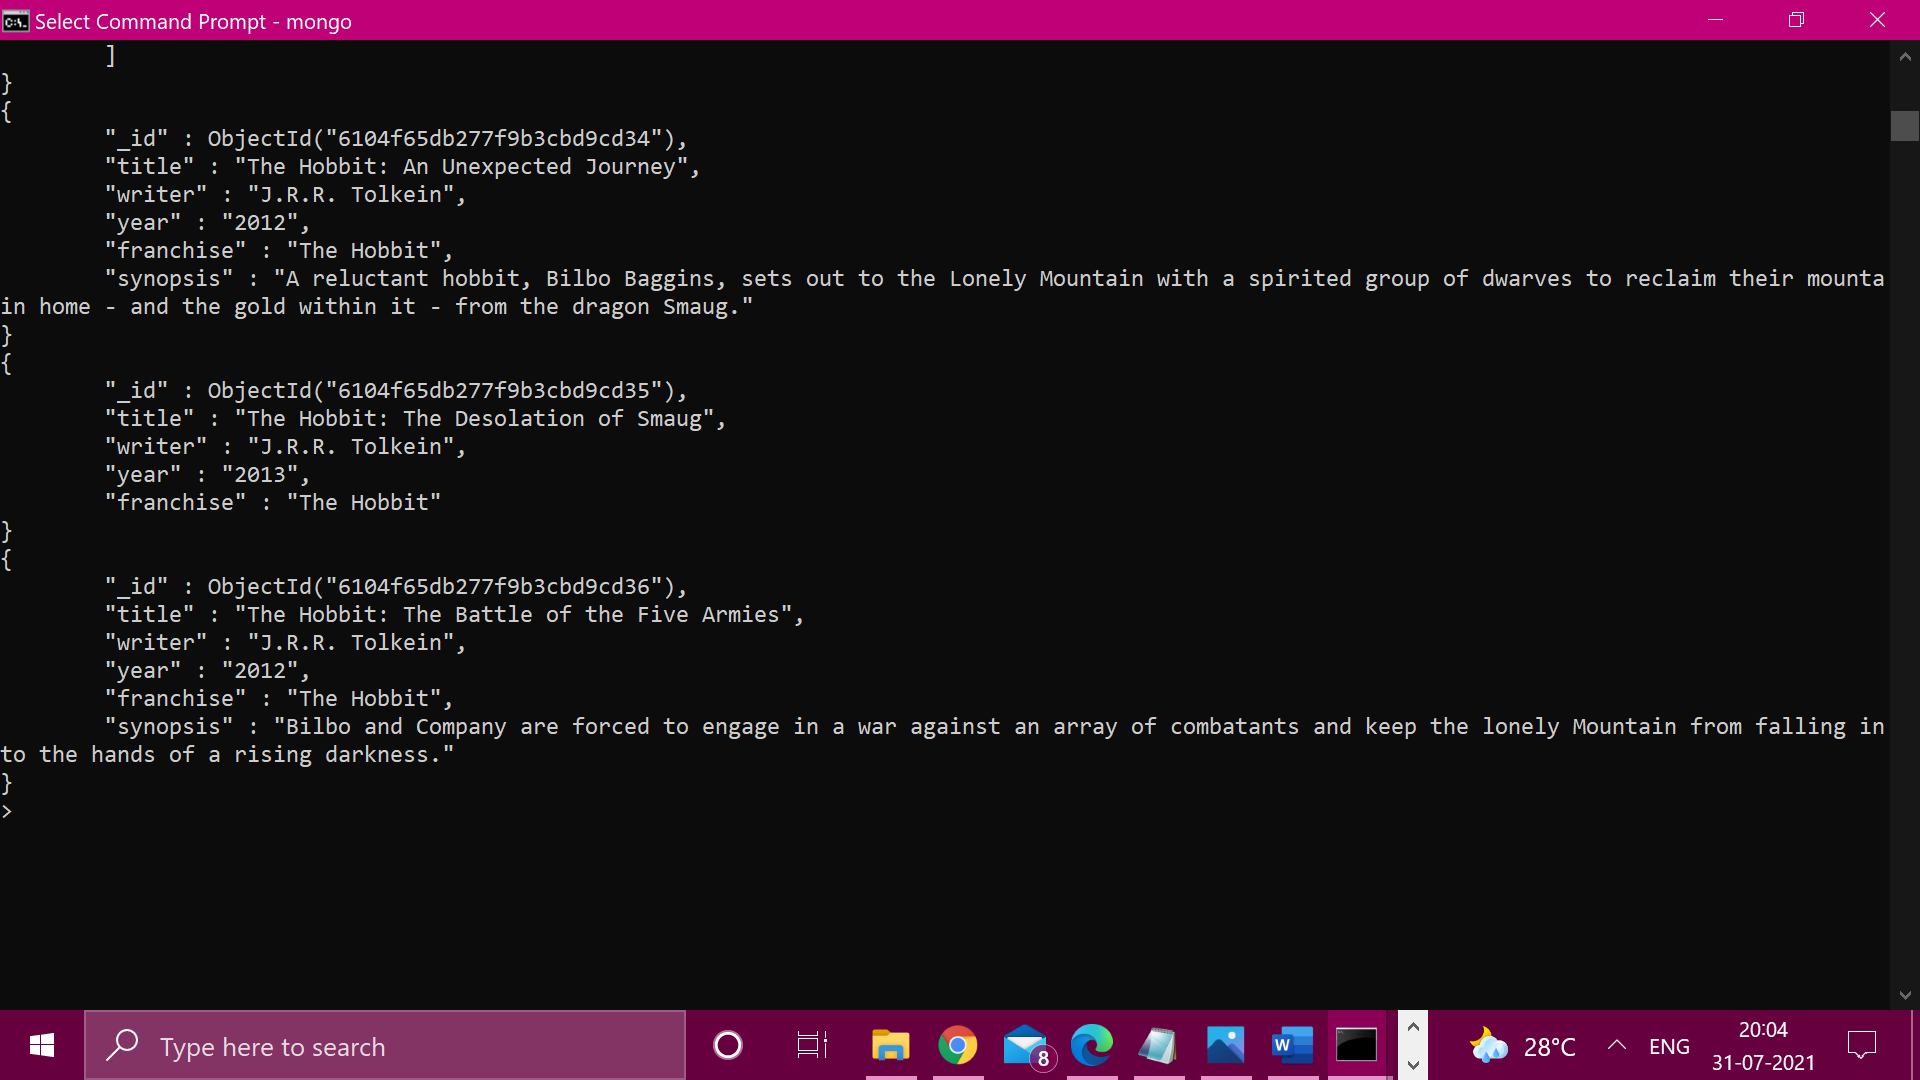 Select Command Prompt - mongo
]
}
{
"_id" : ObjectId("6104f65db277f9b3cbd9cd34"),
"title" : "The Hobbit: An Unexpected Journey",
"writer" : "J.R.R. Tolkein",
"year" : "2012",
"franchise" : "The Hobbit",
"synopsis" : "A reluctant hobbit, Bilbo Baggins, sets out to the Lonely Mountain with a spirited group of dwarves to reclaim their mounta
in home - and the gold within it - from the dragon Smaug."
}
{
"_id" : ObjectId("6104f65db277f9b3cbd9cd35"),
"title" : "The Hobbit: The Desolation of Smaug",
"writer" : "J.R.R. Tolkein",
"year" : "2013",
"franchise" : "The Hobbit"
}
{
"_id" : ObjectId("6104f65db277f9b3cbd9cd36"),
"title" : "The Hobbit: The Battle of the Five Armies",
"writer" : "J.R.R. Tolkein",
"year" : "2012",
"franchise" : "The Hobbit",
"synopsis" : "Bilbo and Company are forced to engage in a war against an array of combatants and keep the lonely Mountain from falling in
to the hands of a rising darkness."
}
>
Type here to search
8
W
28°C
ENG
20:04
31-07-2021